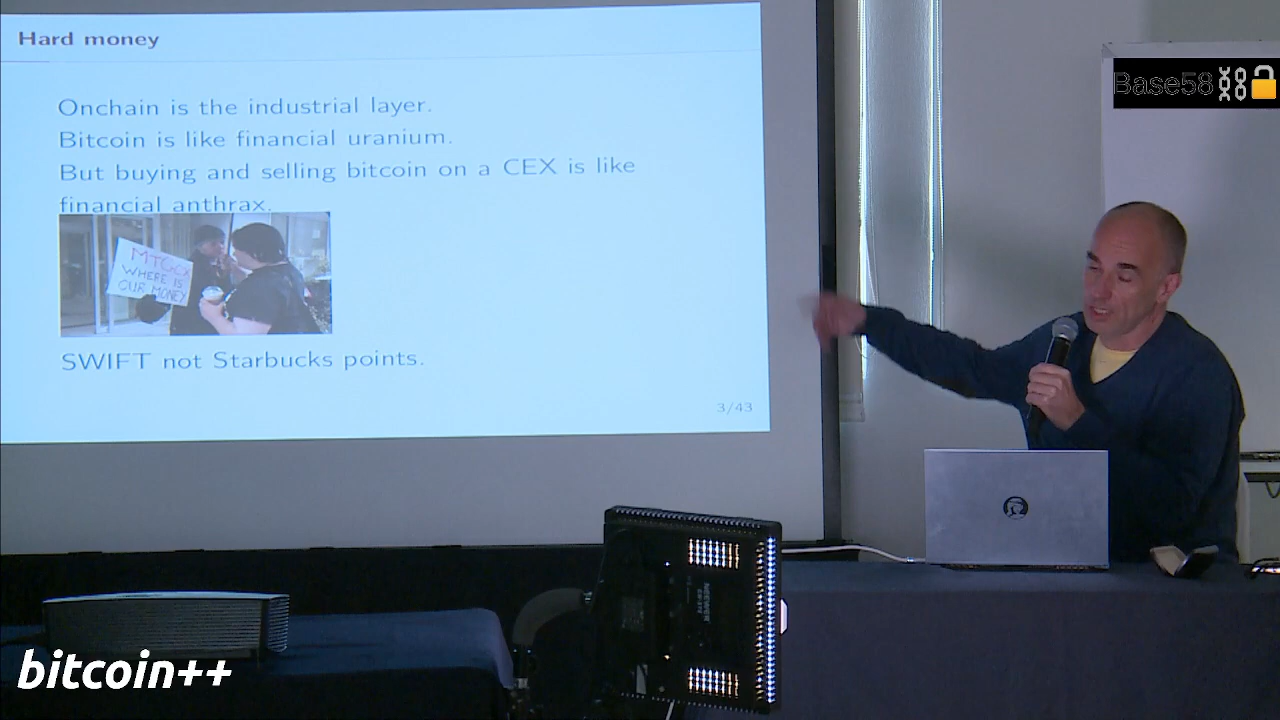 Hard money
Onchain is the industrial layer.
Bitcoin is like financial uranium.
But buying and selling bitcoin on a CEX is like
financial anthrax.
MTGOX
WHERE IS
OUR MONEY
SWIFT not Starbucks points.
3/43
Base58
NEEWER
bitcoin++